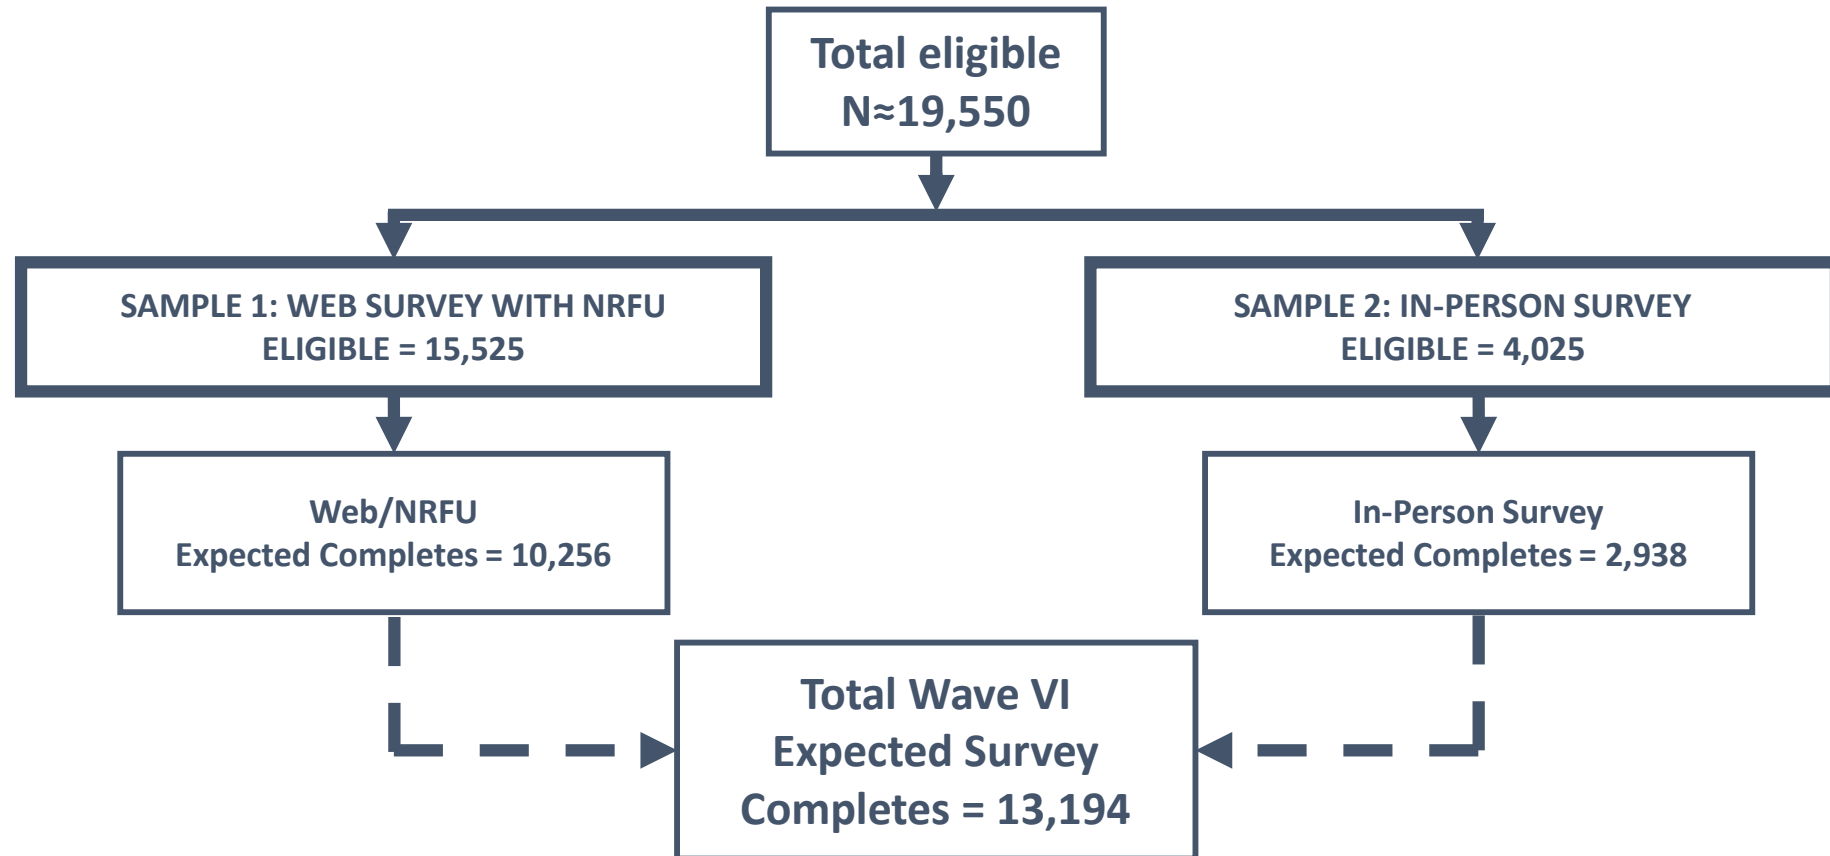 Total eligible
N≈19,550
SAMPLE 1: WEB SURVEY WITH NRFU
ELIGIBLE = 15,525
SAMPLE 2: IN-PERSON SURVEY
ELIGIBLE = 4,025
Web/NRFU
Expected Completes = 10,256
In-Person Survey
Expected Completes = 2,938
Total Wave VI
Expected Survey
Completes = 13,194